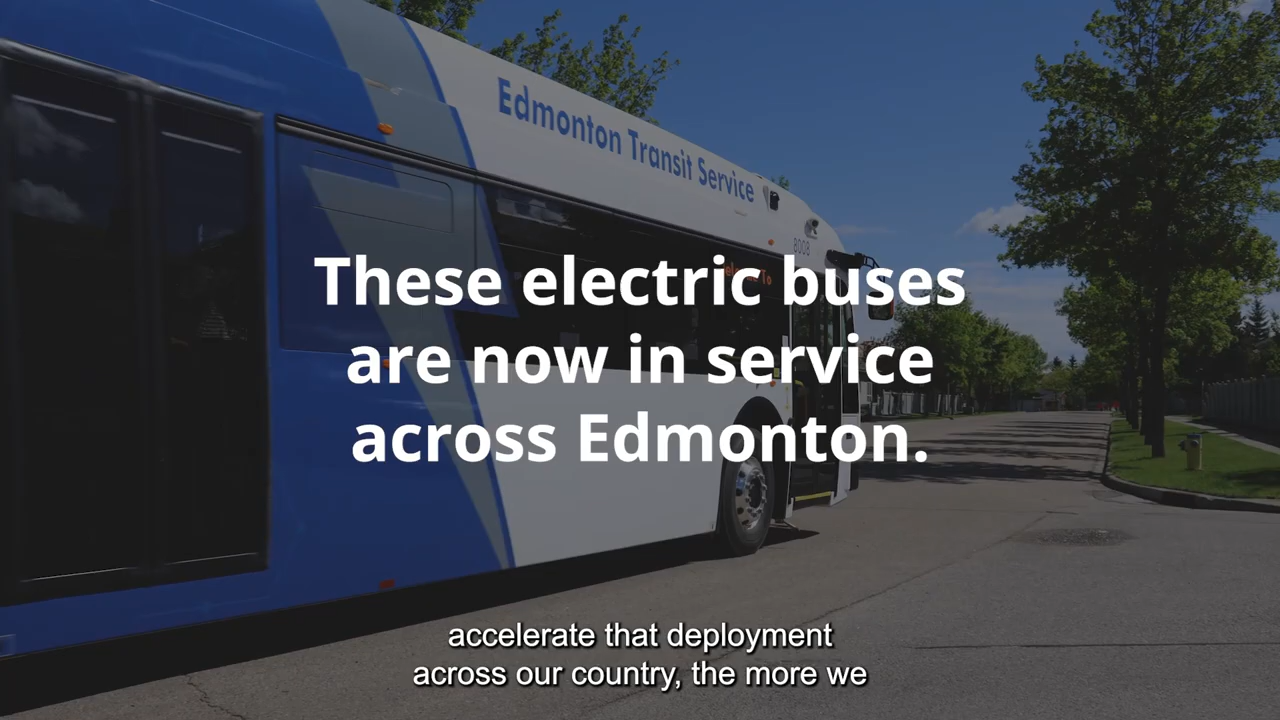 Edmonton Transit Service
8008
These electric buses
are now in service
across Edmonton.
accelerate that deployment
across our country, the more we